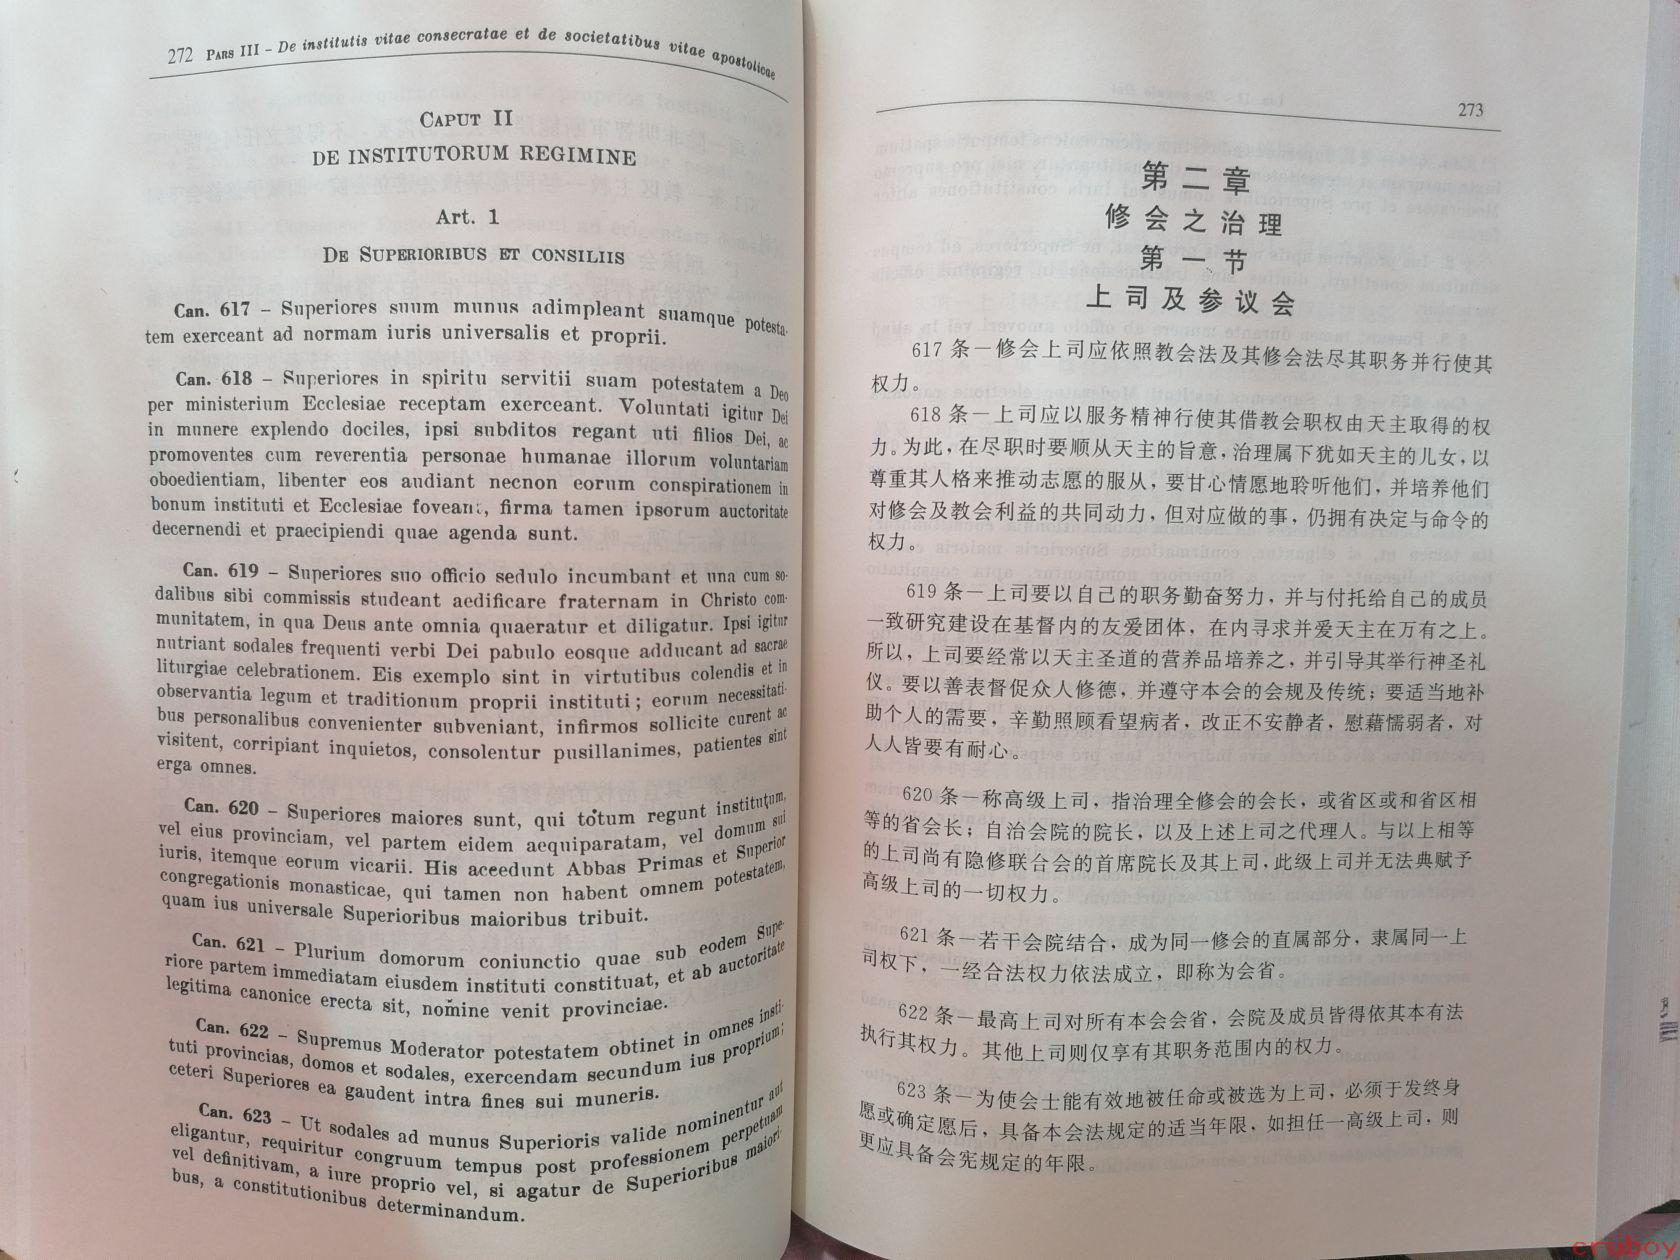 272 PARS III – De institutis vitae consecratae et de societatibus vitae apostolicae
CAPUT II
DE INSTITUTORUM REGIMINE
Art. 1
DE SUPERIORIBUS ET CONSILIIS
Can. 617 – Superiores suum munus adimpleant suamque potesta-
tem exerceant ad normam iuris universalis et proprii.
Can. 618 – Superiores in spiritu servitii suam potestatem a Deo
per ministerium Ecclesiae receptam exerceant. Voluntati igitur Dei
in munere explendo dociles, ipsi subditos regant uti filios Dei, ac
promoventes cum reverentia personae humanae illorum voluntariam
oboedientiam, libenter eos audiant necnon eorum conspirationem in
bonum instituti et Ecclesiae foveant, firma tamen ipsorum auctoritate
decernendi et praecipiendi quae agenda sunt.
Can. 619 – Superiores suo officio sedulo incumbant et una cum so-
dalibus sibi commissis studeant aedificare fraternam in Christo com-
munitatem, in qua Deus ante omnia quaeratur et diligatur. Ipsi igitur
nutriant sodales frequenti verbi Dei pabulo eosque adducant ad sacrae
liturgiae celebrationem. Eis exemplo sint in virtutibus colendis et in
observantia legum et traditionum proprii instituti; eorum necessitati-
bus personalibus convenienter subveniant, infirmos sollicite curent ac
visitent, corripiant inquietos, consolentur pusillanimes, patientes sint
erga omnes.
Can. 620 – Superiores maiores sunt, qui totum regunt institutum,
vel eius provinciam, vel partem eidem aequiparatam, vel domum sui
iuris, itemque eorum vicarii. His accedunt Abbas Primas et Superior
congregationis monasticae, qui tamen non habent omnem potestatem,
quam ius universale Superioribus maioribus tribuit.
Can. 621 – Plurium domorum coniunctio quae sub eodem Supe-
riore partem immediatam eiusdem instituti constituat, et ab auctoritate
legitima canonice erecta sit, nomine venit provinciae.
Can. 622 – Supremus Moderator potestatem obtinet in omnes insti-
tuti provincias, domos et sodales, exercendam secundum ius proprium;
ceteri Superiores ea gaudent intra fines sui muneris.
Can. 623 – Ut sodales ad munus Superioris valide nominentur aut
eligantur, requiritur congruum tempus post professionem perpetuam
vel definitivam, a iure proprio vel, si agatur de Superioribus maiori-
bus, a constitutionibus determinandum.
273
第二章
修会之治理
第一节
上司及参议会
617 条－修会上司应依照教会法及其修会法尽其职务并行使其
权力。
618 条－上司应以服务精神行使其借教会职权由天主取得的权
力。为此，在尽职时要顺从天主的旨意，治理属下犹如天主的儿女，以
尊重其人格来推动志愿的服从，要甘心情愿地聆听他们，并培养他们
对修会及教会利益的共同动力，但对应做的事，仍拥有决定与命令的
权力。
619 条－上司要以自己的职务勤奋努力，并与付托给自己的成员
一致研究建设在基督内的友爱团体，在内寻求并爱天主在万有之上。
所以，上司要经常以天主圣道的营养品培养之，并引导其举行神圣礼
仪。要以善表督促众人修德，并遵守本会的会规及传统；要适当地补
助个人的需要，辛勤照顾看望病者，改正不安静者，慰藉懦弱者，对
人人皆要有耐心。
620 条－称高级上司，指治理全修会的会长，或省区或和省区相
等的省会长；自治会院的院长，以及上述上司之代理人。与以上相等
的上司尚有隐修联合会的首席院长及其上司，此级上司并无法典赋予
高级上司的一切权力。
621 条－若干会院结合，成为同一修会的直属部分，隶属同一上
司权下，一经合法权力依法成立，即称为会省。
622 条－最高上司对所有本会会省，会院及成员皆得依其本有法
执行其权力。其他上司则仅享有其职务范围内的权力。
623 条－为使会士能有效地被任命或被选为上司，必须于发终身
愿或确定愿后，具备本会法规定的适当年限，如担任一高级上司，则
更应具备会宪规定的年限。
cruboy